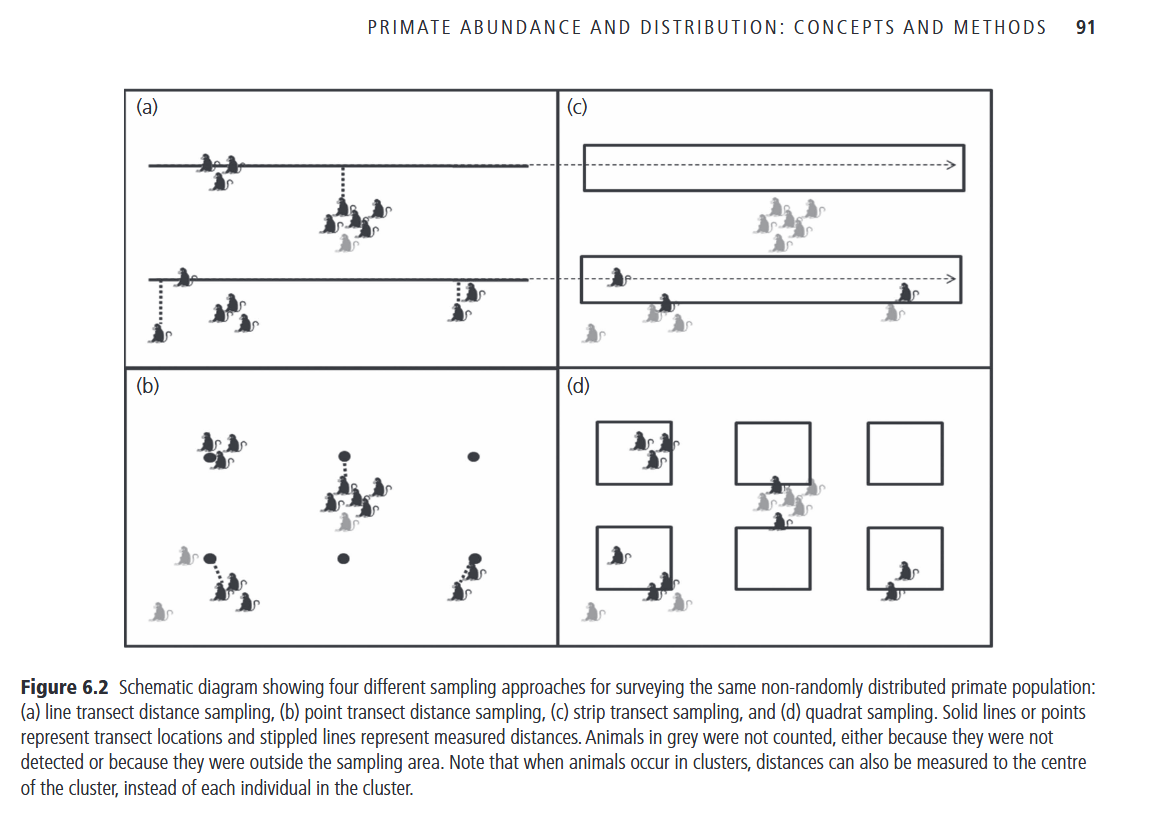 PRIMATE ABUNDANCE AND DISTRIBUTION: CONCEPTS AND METHODS 91
(a)
(c)
(b)
(d)
Figure 6.2 Schematic diagram showing four different sampling approaches for surveying the same non-randomly distributed primate population:
(a) line transect distance sampling, (b) point transect distance sampling, (c) strip transect sampling, and (d) quadrat sampling. Solid lines or points
represent transect locations and stippled lines represent measured distances. Animals in grey were not counted, either because they were not
detected or because they were outside the sampling area. Note that when animals occur in clusters, distances can also be measured to the centre
of the cluster, instead of each individual in the cluster.